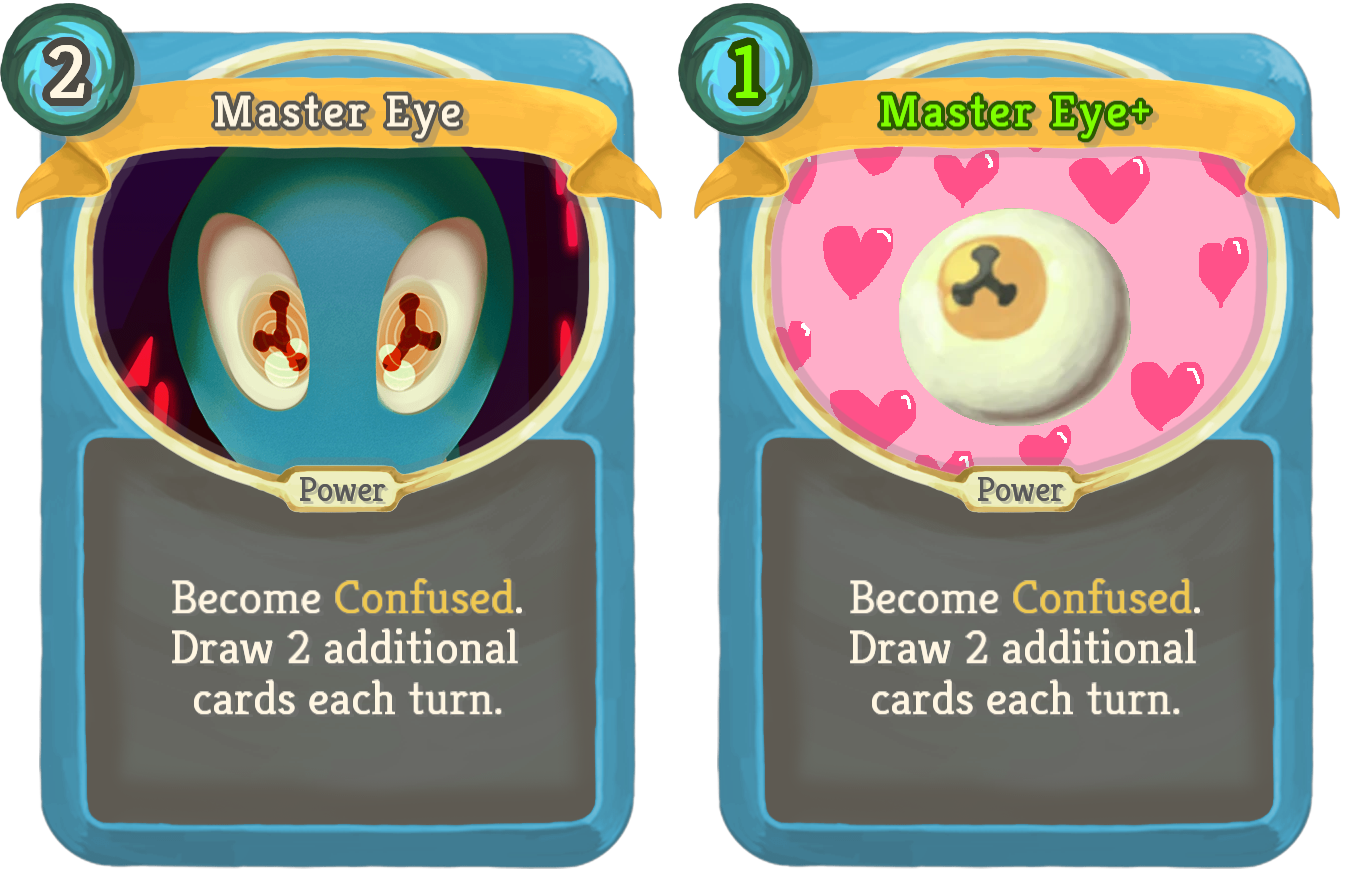 2
Master Eye
Power
Become Confused.
Draw 2 additional
cards each turn.
1
Master Eye+
Power
Become Confused.
Draw 2 additional
cards each turn.